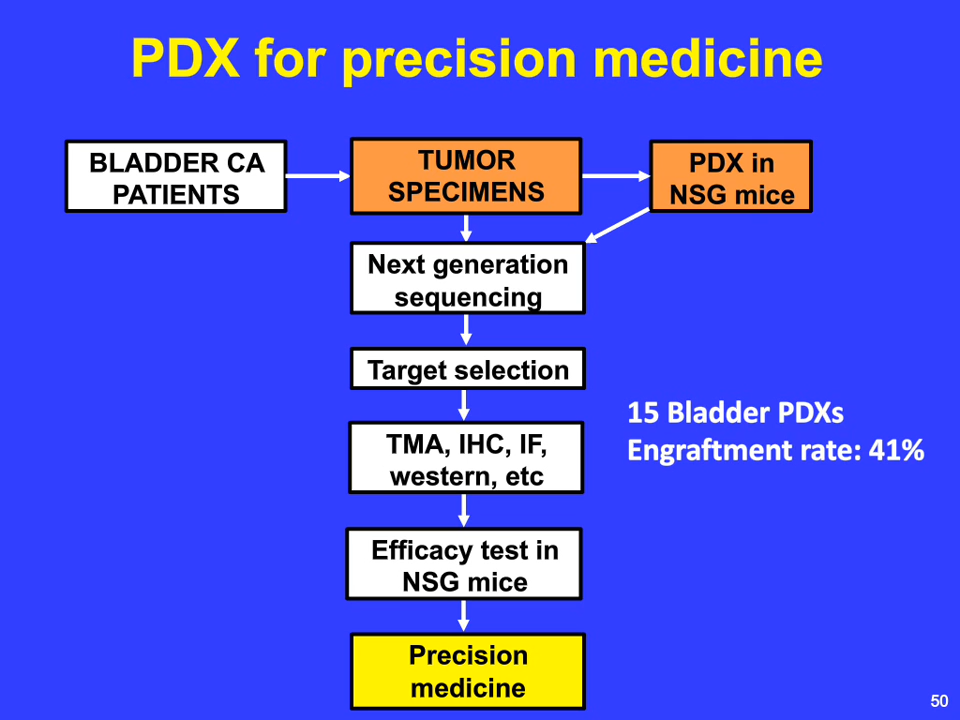 PDX for precision medicine
BLADDER CA
PATIENTS
TUMOR
SPECIMENS
PDX in
NSG mice
Next generation
sequencing
Target selection
15 Bladder PDXs
Engraftment rate: 41%
TMA, IHC, IF,
western, etc
Efficacy test in
NSG mice
Precision
medicine
50